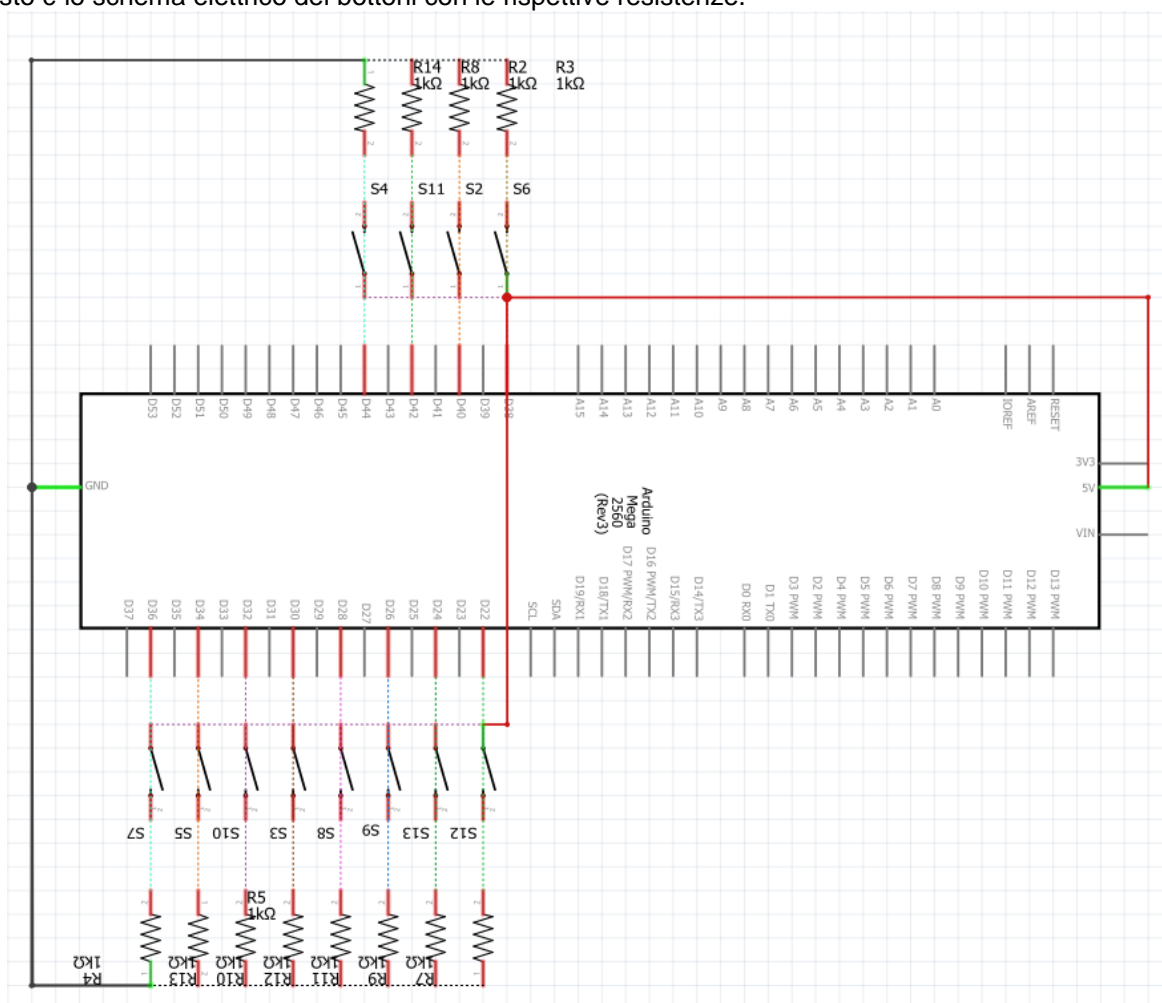 sto è lo schema elettrico dei bottoni con le rispettive resistenze.
R14 R8 R2 R3
1kΩ 1kΩ 1kΩ 1kΩ
S4 S11 S2 S6
D53 D52 D51 D50 D49 D48 D47 D46 D45 D44 D43 D42 D41 D40 D39 D38 A15 A14 A13 A12 A11 A10 A9 A8 A7 A6 A5 A4 A3 A2 A1 A0 IOREF AREF RESET
3V3
GND
5V
Arduino
Mega
2560
(Rev3)
VIN
D37 D36 D35 D34 D33 D32 D31 D30 D29 D28 D27 D26 D25 D24 D23 D22 SCL SDA D19/RX1 D18/TX1 D17 PWM/RX2 D16 PWM/TX2 D15/RX3 D14/TX3 D0 RX0 D1 TX0 D3 PWM D2 PWM D4 PWM D5 PWM D6 PWM D7 PWM D8 PWM D9 PWM D10 PWM D11 PWM D12 PWM D13 PWM
S7 S5 S10 S3 S8 S9 S13 S12
R5
1kΩ
1kΩ 1kΩ 1kΩ 1kΩ 1kΩ 1kΩ 1kΩ
R4 R13 R10 R12 R11 R9 R7